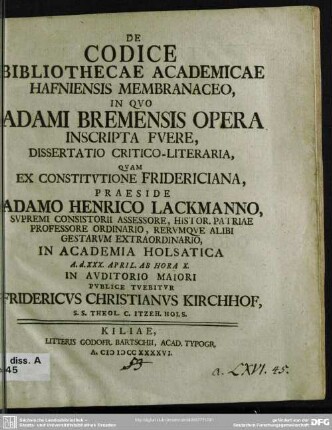 DE
CODICE
BIBLIOTHECAE ACADEMICAE
HAFNIENSIS MEMBRANACEO,
IN QVO
ADAMI BREMENSIS OPERA
INSCRIPTA FVERE,
DISSERTATIO CRITICO-LITERARIA,
QVAM
EX CONSTITVTIONE FRIDERICIANA,
PRAESIDE
ADAMO HENRICO LACKMANNO,
SVPREMI CONSISTORII ASSESSORE, HISTOR. PATRIAE
PROFESSORE ORDINARIO, RERVMQVE ALIBI
GESTARVM EXTRAORDINARIO,
IN ACADEMIA HOLSATICA
A. d. XXX. APRIL. AB HORA X.
IN AVDITORIO MAIORI
PVBLICE TVEBITVR
FRIDERICVS CHRISTIANVS KIRCHHOF,
S. S. THEOL. C. ITZEH. HOLS.
KILIAE,
LITTERIS GODOFR. BARTSCHII, ACAD. TYPOGR.
A. CIƆ IƆCC XXXXVI.
diss. A
45
a. LXVI. 45.